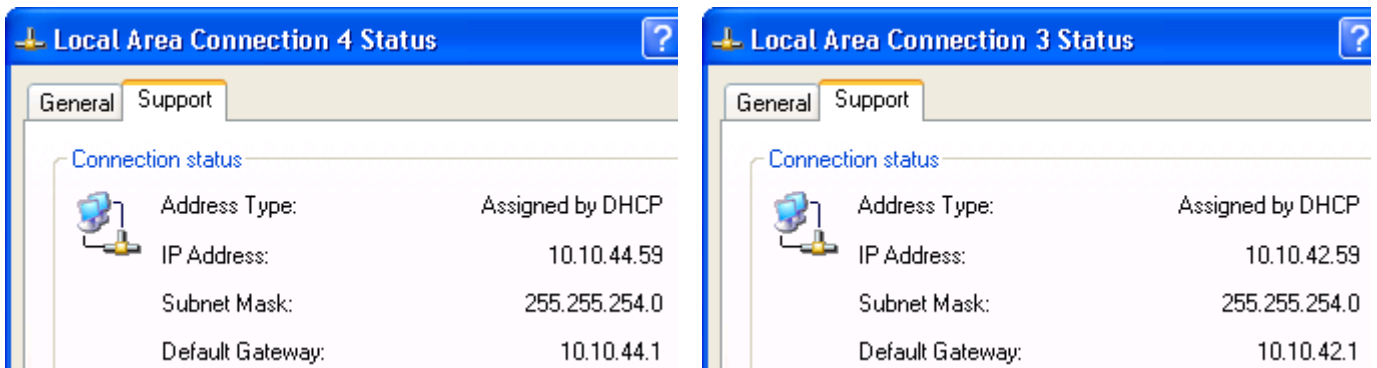 Local Area Connection 4 Status ?
General Support
Connection status
Address Type: Assigned by DHCP
IP Address: 10.10.44.59
Subnet Mask: 255.255.254.0
Default Gateway: 10.10.44.1
Local Area Connection 3 Status ?
General Support
Connection status
Address Type: Assigned by DHCP
IP Address: 10.10.42.59
Subnet Mask: 255.255.254.0
Default Gateway: 10.10.42.1